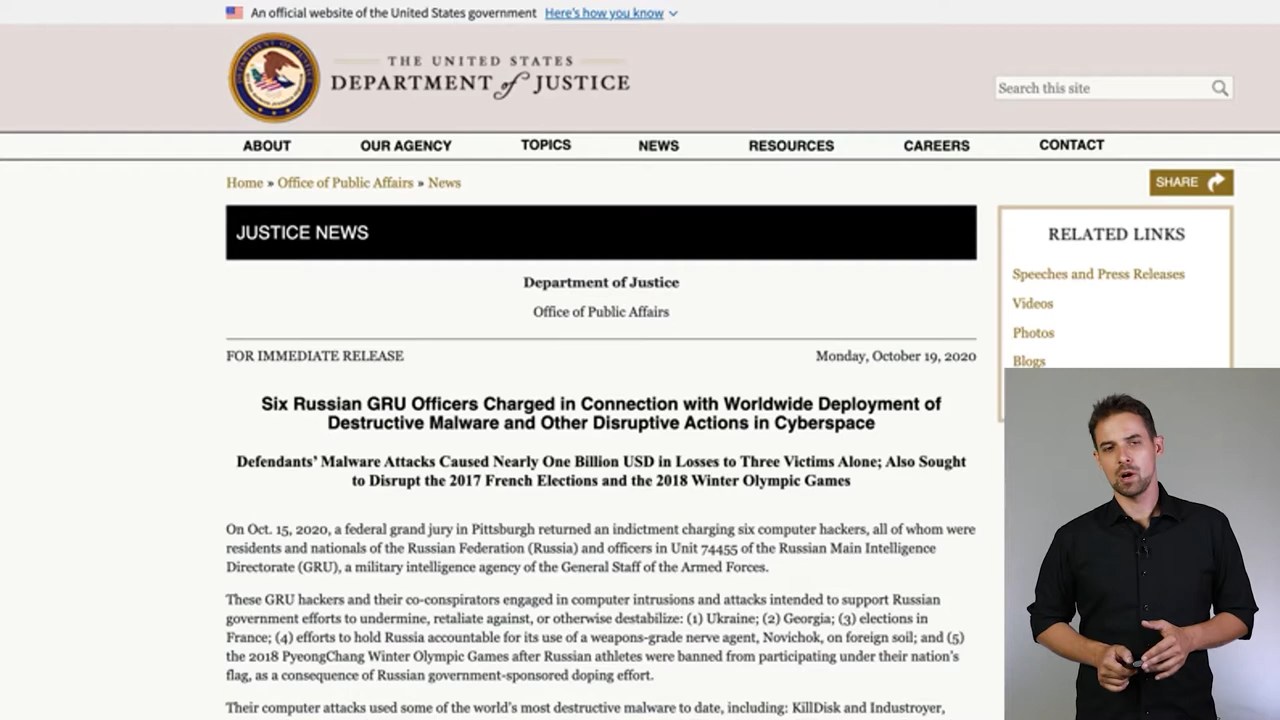 An official website of the United States government Here's how you know
THE UNITED STATES
DEPARTMENT of JUSTICE
Search this site
ABOUT OUR AGENCY TOPICS NEWS RESOURCES CAREERS CONTACT
Home » Office of Public Affairs » News
SHARE
JUSTICE NEWS
Department of Justice
Office of Public Affairs
FOR IMMEDIATE RELEASE Monday, October 19, 2020
Six Russian GRU Officers Charged in Connection with Worldwide Deployment of
Destructive Malware and Other Disruptive Actions in Cyberspace
Defendants' Malware Attacks Caused Nearly One Billion USD in Losses to Three Victims Alone; Also Sought
to Disrupt the 2017 French Elections and the 2018 Winter Olympic Games
On Oct. 15, 2020, a federal grand jury in Pittsburgh returned an indictment charging six computer hackers, all of whom were
residents and nationals of the Russian Federation (Russia) and officers in Unit 74455 of the Russian Main Intelligence
Directorate (GRU), a military intelligence agency of the General Staff of the Armed Forces.
These GRU hackers and their co-conspirators engaged in computer intrusions and attacks intended to support Russian
government efforts to undermine, retaliate against, or otherwise destabilize: (1) Ukraine; (2) Georgia; (3) elections in
France; (4) efforts to hold Russia accountable for its use of a weapons-grade nerve agent, Novichok, on foreign soil; and (5)
the 2018 PyeongChang Winter Olympic Games after Russian athletes were banned from participating under their nation's
flag, as a consequence of Russian government-sponsored doping effort.
Their computer attacks used some of the world's most destructive malware to date, including: KillDisk and Industroyer,
RELATED LINKS
Speeches and Press Releases
Videos
Photos
Blogs